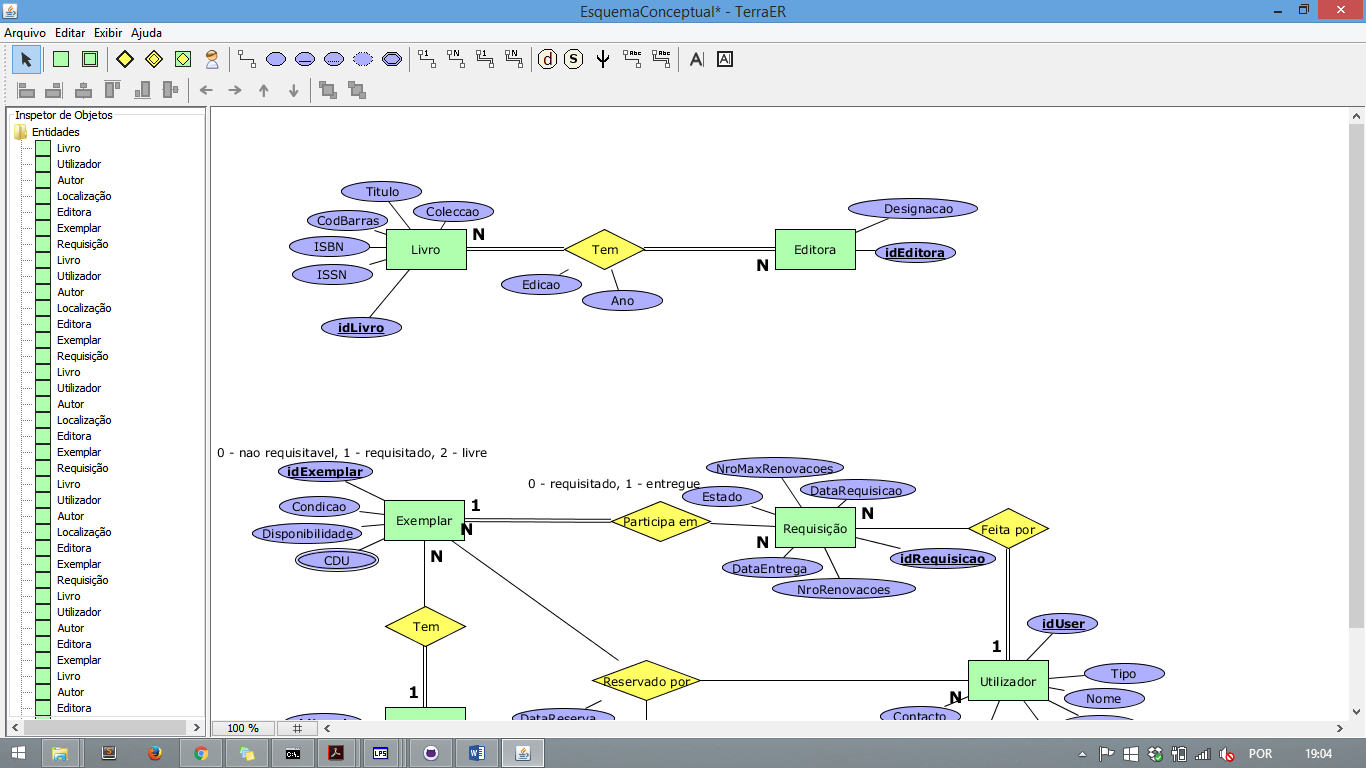 EsquemaConceptual* - TerraER
Arquivo Editar Exibir Ajuda
1 N 1 N d S Abc Abc A A
Inspetor de Objetos
Entidades
Livro
Utilizador
Autor
Localização
Editora
Exemplar
Requisição
Livro
Utilizador
Autor
Localização
Editora
Exemplar
Requisição
Livro
Utilizador
Autor
Localização
Editora
Exemplar
Requisição
Livro
Utilizador
Autor
Localização
Editora
Exemplar
Requisição
Livro
Utilizador
Autor
Editora
Exemplar
Livro
Autor
Editora
Titulo
CodBarras
Coleccao
ISBN
ISSN
Livro
N
Tem
N
Editora
Designacao
idEditora
Edicao
Ano
idLivro
0 - nao requisitavel, 1 - requisitado, 2 - livre
idExemplar
Condicao
Disponibilidade
CDU
Exemplar
1
N
N
0 - requisitado, 1 - entregue
Participa em
NroMaxRenovacoes
Estado
DataRequisicao
Requisição
N
N
DataEntrega
NroRenovacoes
idRequisicao
Feita por
Tem
1
Reservado por
DataReserva
idUser
1
Utilizador
N
Tipo
Nome
Contacto
100 %
LPS
POR 19:04